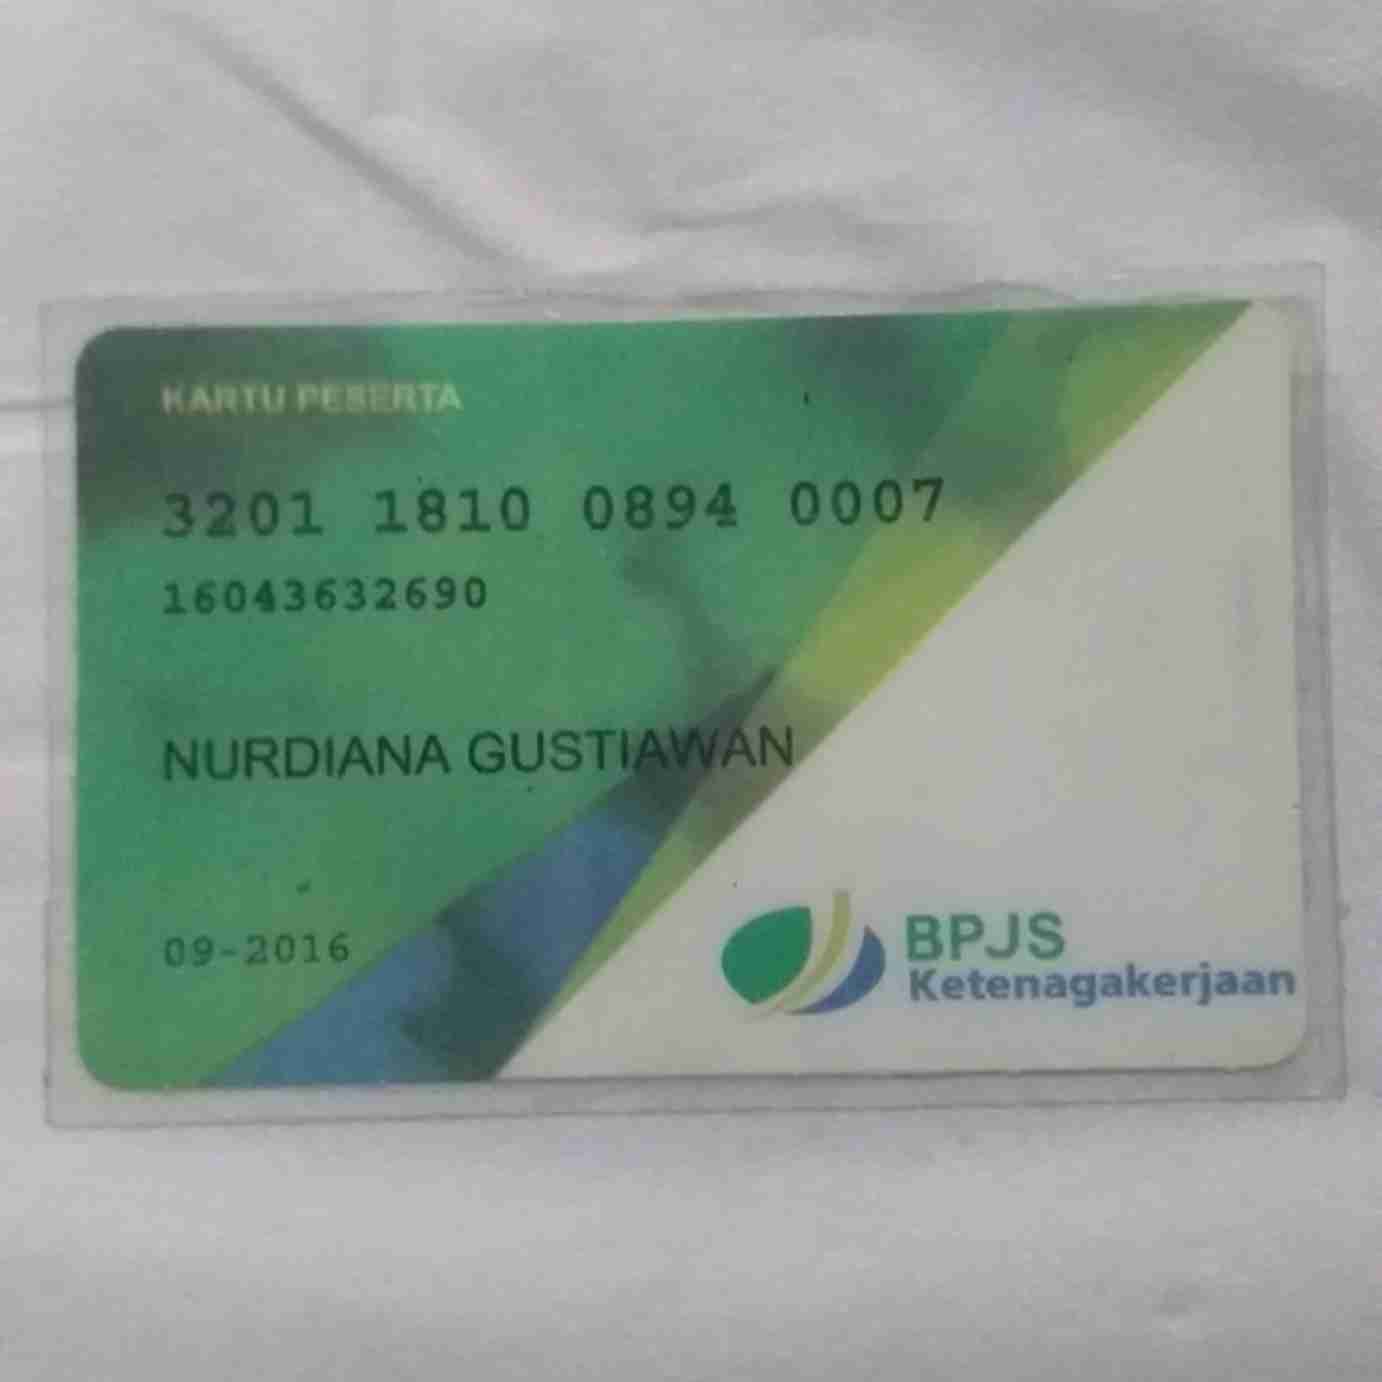 KARTU PESERTA
3201 1810 0894 0007
16043632690
NURDIANA GUSTIAWAN
09-2016
BPJS
Ketenagakerjaan